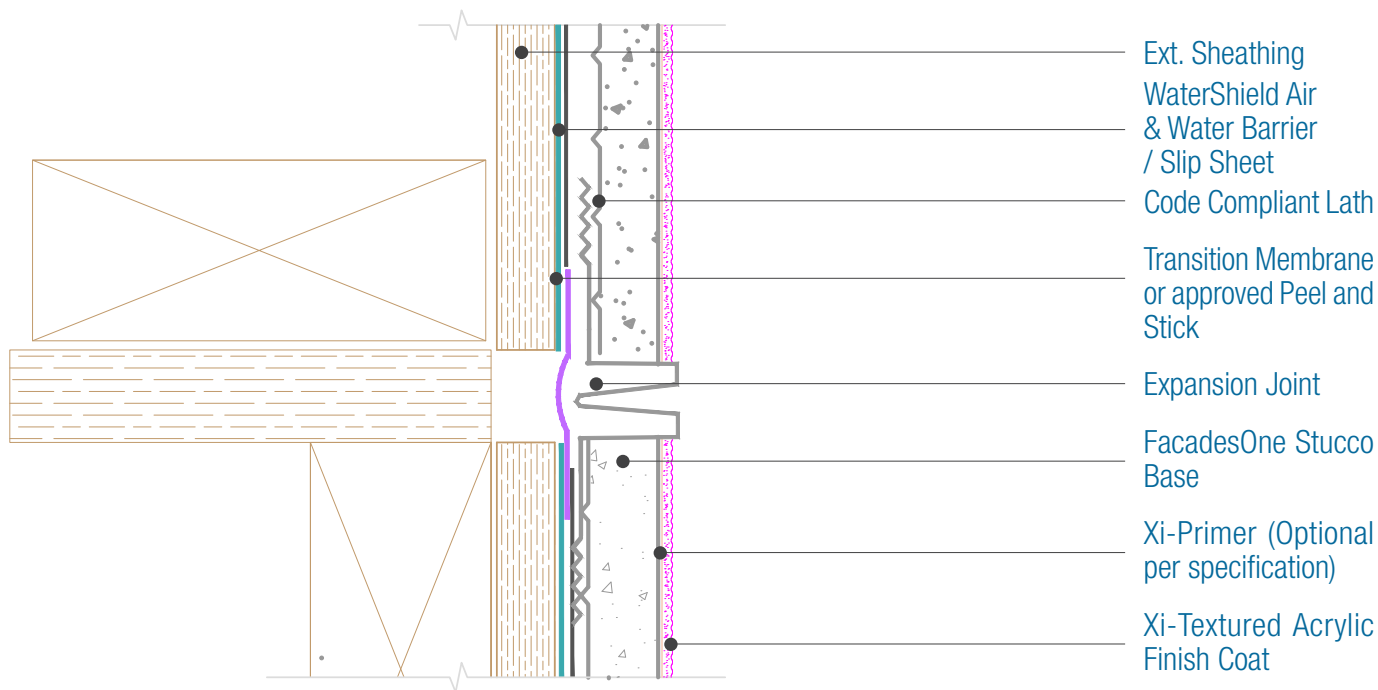 Ext. Sheathing
WaterShield Air
& Water Barrier
/ Slip Sheet
Code Compliant Lath
Transition Membrane
or approved Peel and
Stick
Expansion Joint
FacadesOne Stucco
Base
Xi-Primer (Optional
per specification)
Xi-Textured Acrylic
Finish Coat